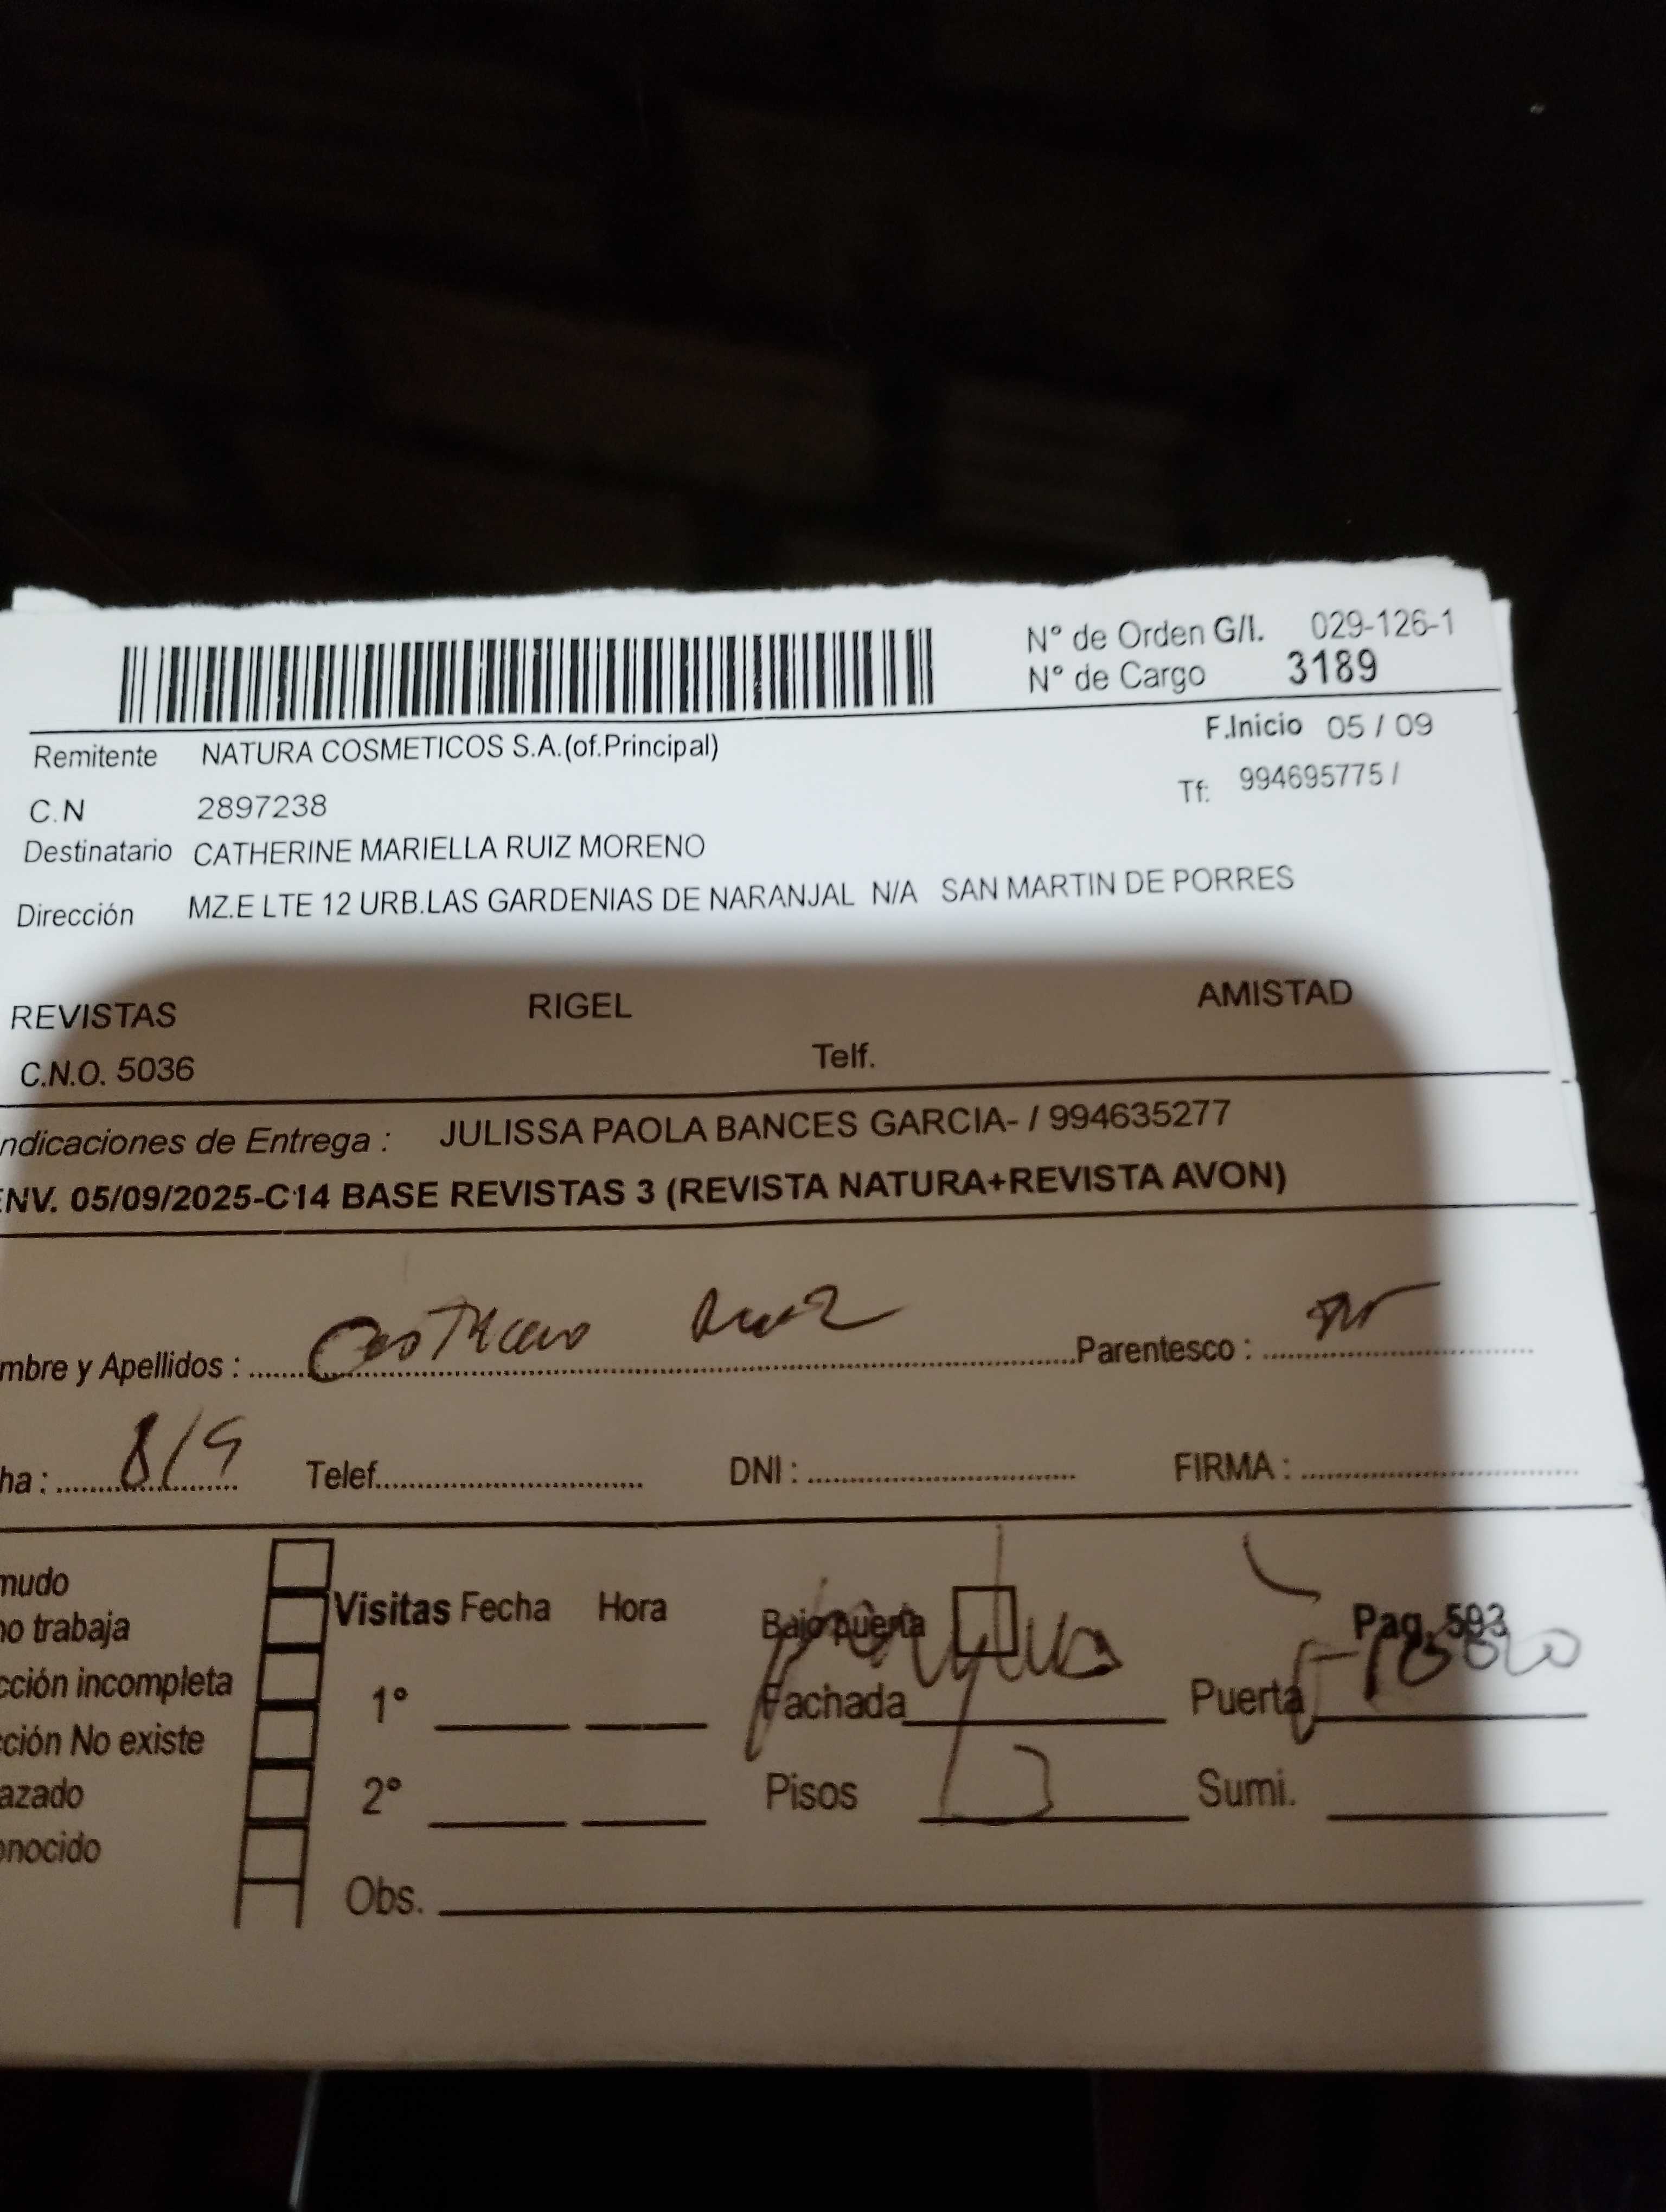 N° de Orden G/I. 029-126-1
N° de Cargo 3189
F.Inicio 05 / 09
Remitente NATURA COSMETICOS S.A.(of.Principal)
Tf: 994695775 /
C.N 2897238
Destinatario CATHERINE MARIELLA RUIZ MORENO
Dirección MZ.E LTE 12 URB.LAS GARDENIAS DE NARANJAL N/A SAN MARTIN DE PORRES
REVISTAS RIGEL AMISTAD
C.N.O. 5036 Telf.
ndicaciones de Entrega : JULISSA PAOLA BANCES GARCIA- / 994635277
ENV. 05/09/2025-C14 BASE REVISTAS 3 (REVISTA NATURA+REVISTA AVON)
mbre y Apellidos : Ruiz Parentesco :
ha : 8/9 Telef. DNI : FIRMA :
mudo
Visitas Fecha Hora Bajo puerta Pag. 593
no trabaja
cción incompleta
1° Fachada Puerta
cción No existe
2° Pisos Sumi.
azado
onocido
Obs.